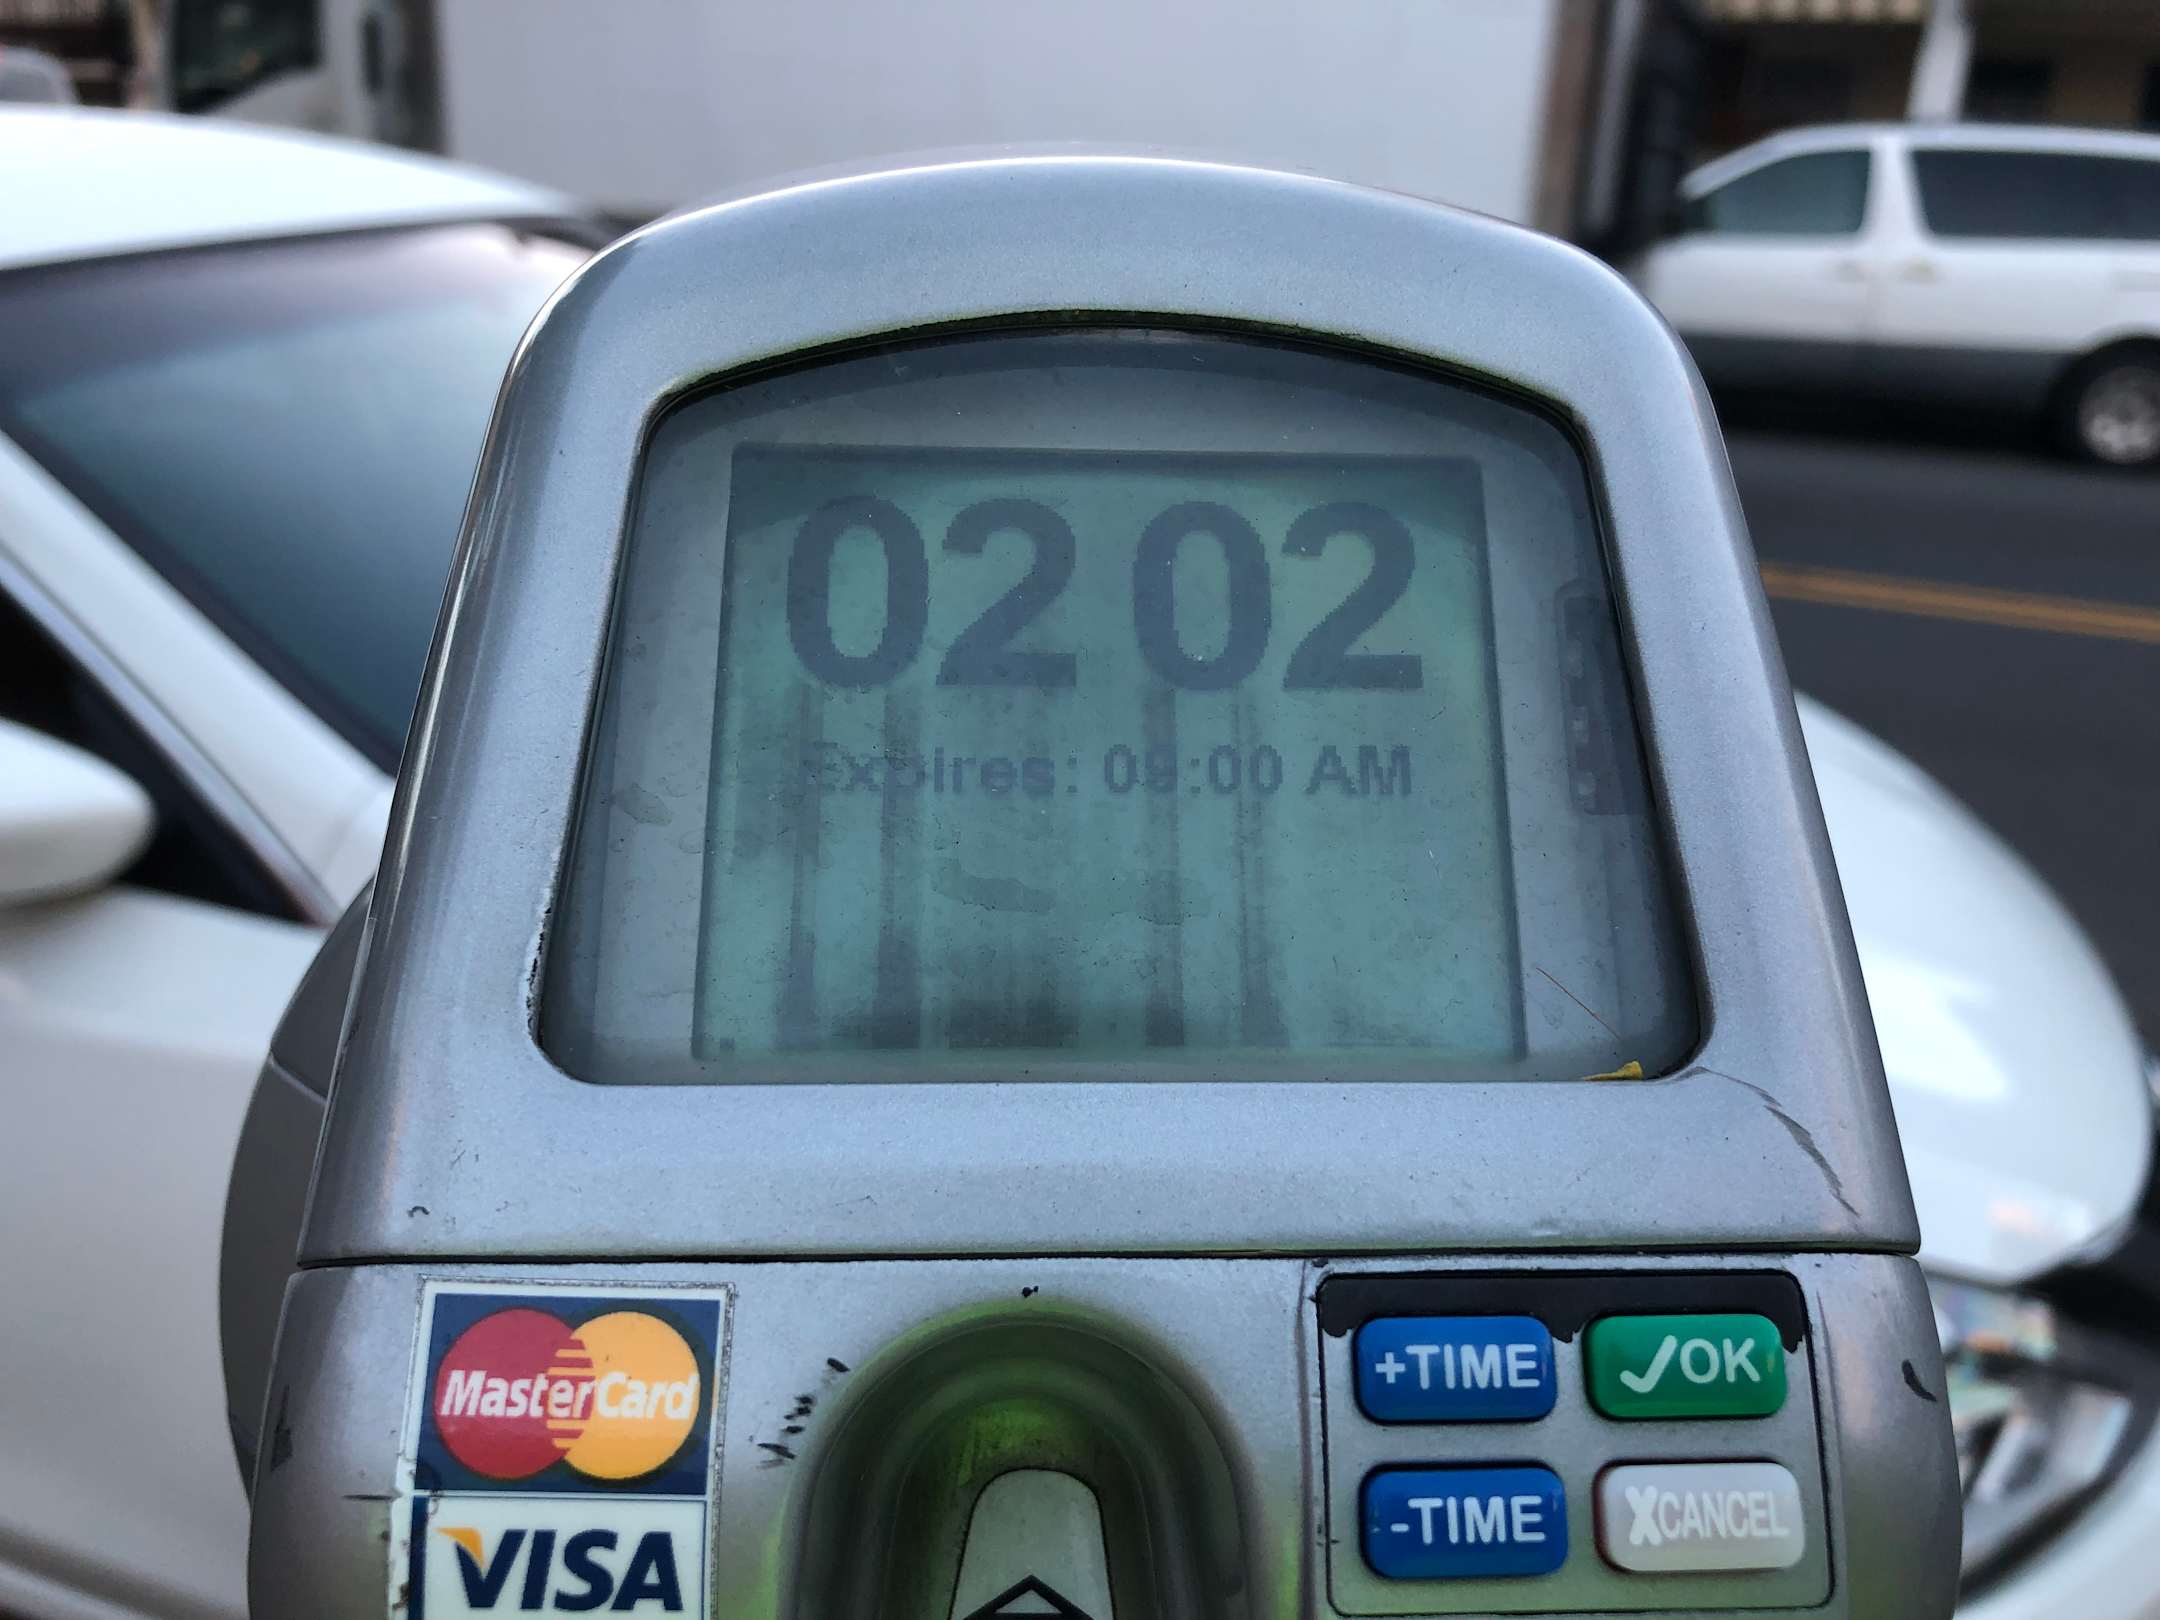 02 02
Expires: 09:00 AM
MasterCard
VISA
+TIME
✓OK
-TIME
XCANCEL